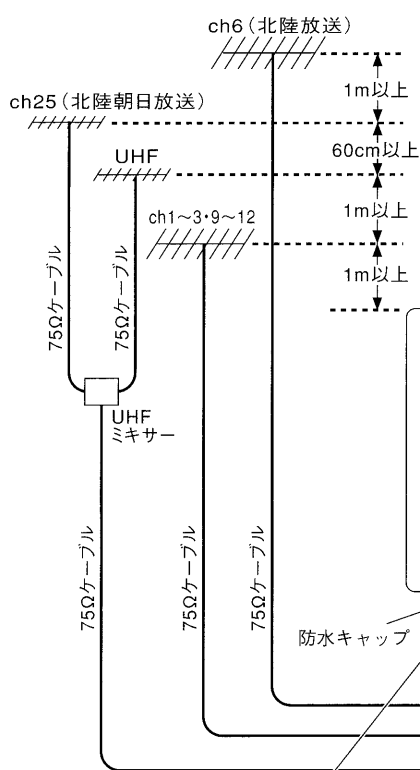 ch6(北陸放送)
1m以上
ch25(北陸朝日放送)
60cm以上
UHF
1m以上
ch1〜3・9〜12
1m以上
75Ωケーブル
75Ωケーブル
UHF
ミキサー
75Ωケーブル
75Ωケーブル
75Ωケーブル
防水キャップ